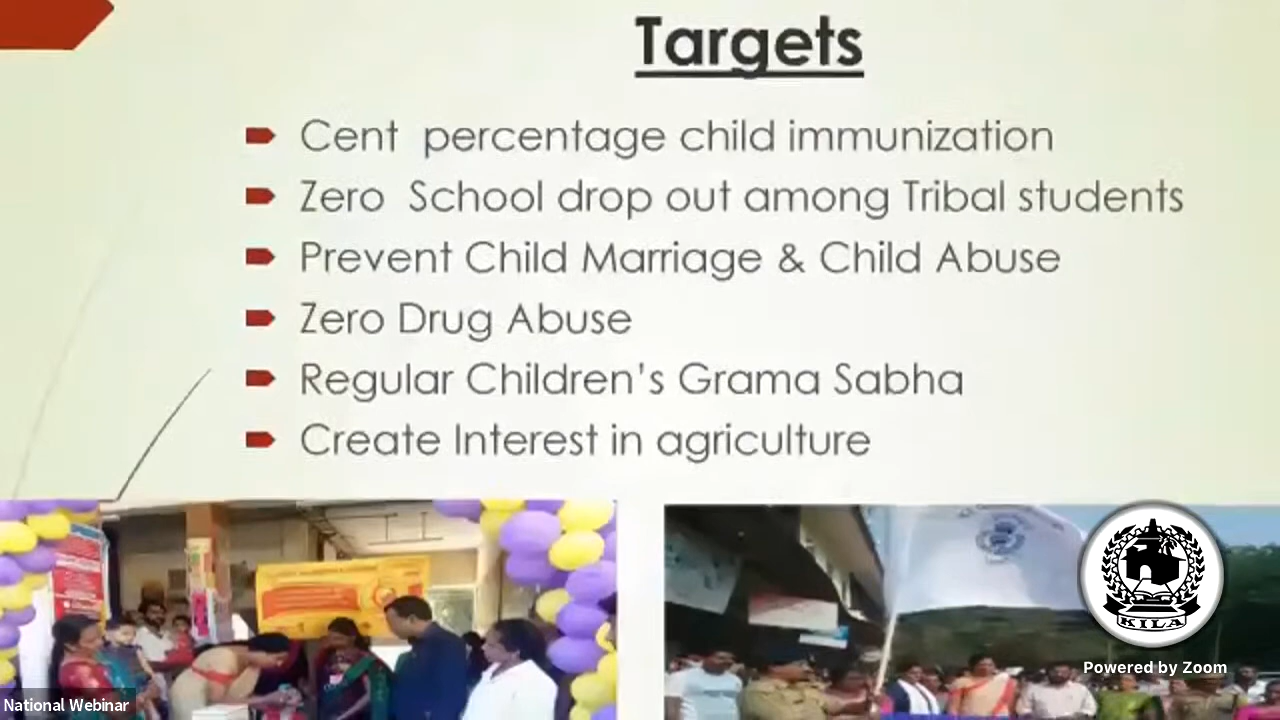 Targets
Cent percentage child immunization
Zero School drop out among Tribal students
Prevent Child Marriage & Child Abuse
Zero Drug Abuse
Regular Children's Grama Sabha
Create Interest in agriculture
KILA
Powered by Zoom
National Webinar